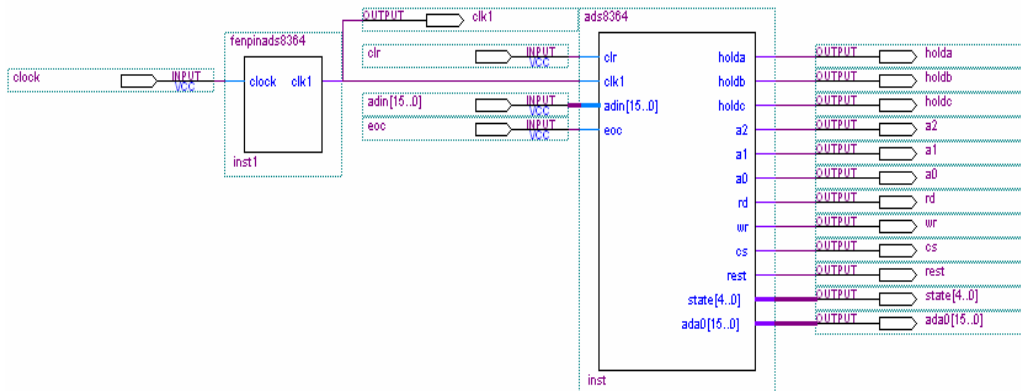 OUTPUT clk1
ads8364
fenpinads8364
clr INPUT VCC clr holda OUTPUT holda
clock INPUT VCC clock clk1 clk1 holdb OUTPUT holdb
adin[15..0] INPUT VCC adin[15..0] holdc OUTPUT holdc
eoc INPUT VCC eoc a2 OUTPUT a2
a1 OUTPUT a1
inst1
a0 OUTPUT a0
rd OUTPUT rd
wr OUTPUT wr
cs OUTPUT cs
rest OUTPUT rest
state[4..0] OUTPUT state[4..0]
ada0[15..0] OUTPUT ada0[15..0]
inst